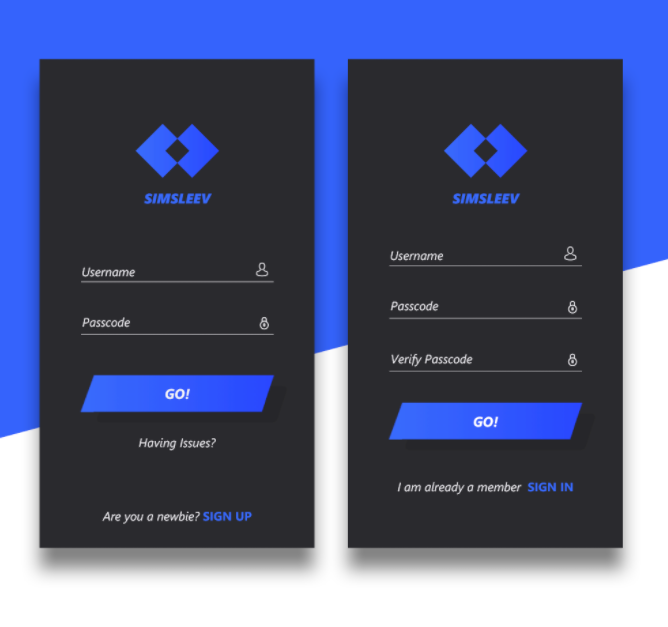 SIMSLEEV
Username
Passcode
GO!
Having Issues?
Are you a newbie? SIGN UP
SIMSLEEV
Username
Passcode
Verify Passcode
GO!
I am already a member SIGN IN